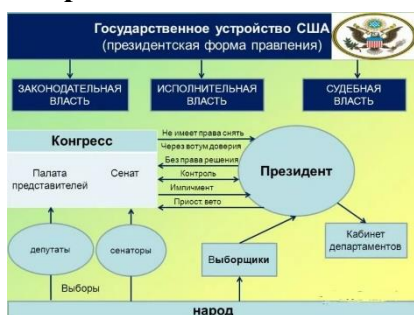 Государственное устройство США
(президентская форма правления)
ЗАКОНОДАТЕЛЬНАЯ
ВЛАСТЬ
ИСПОЛНИТЕЛЬНАЯ
ВЛАСТЬ
СУДЕБНАЯ
ВЛАСТЬ
Конгресс
Палата
представителей
Сенат
Не имеет права снять
Через вотум доверия
Без права решения
Контроль
Импичмент
Приост. вето
Президент
Кабинет
департаментов
депутаты
сенаторы
Выборщики
Выборы
народ